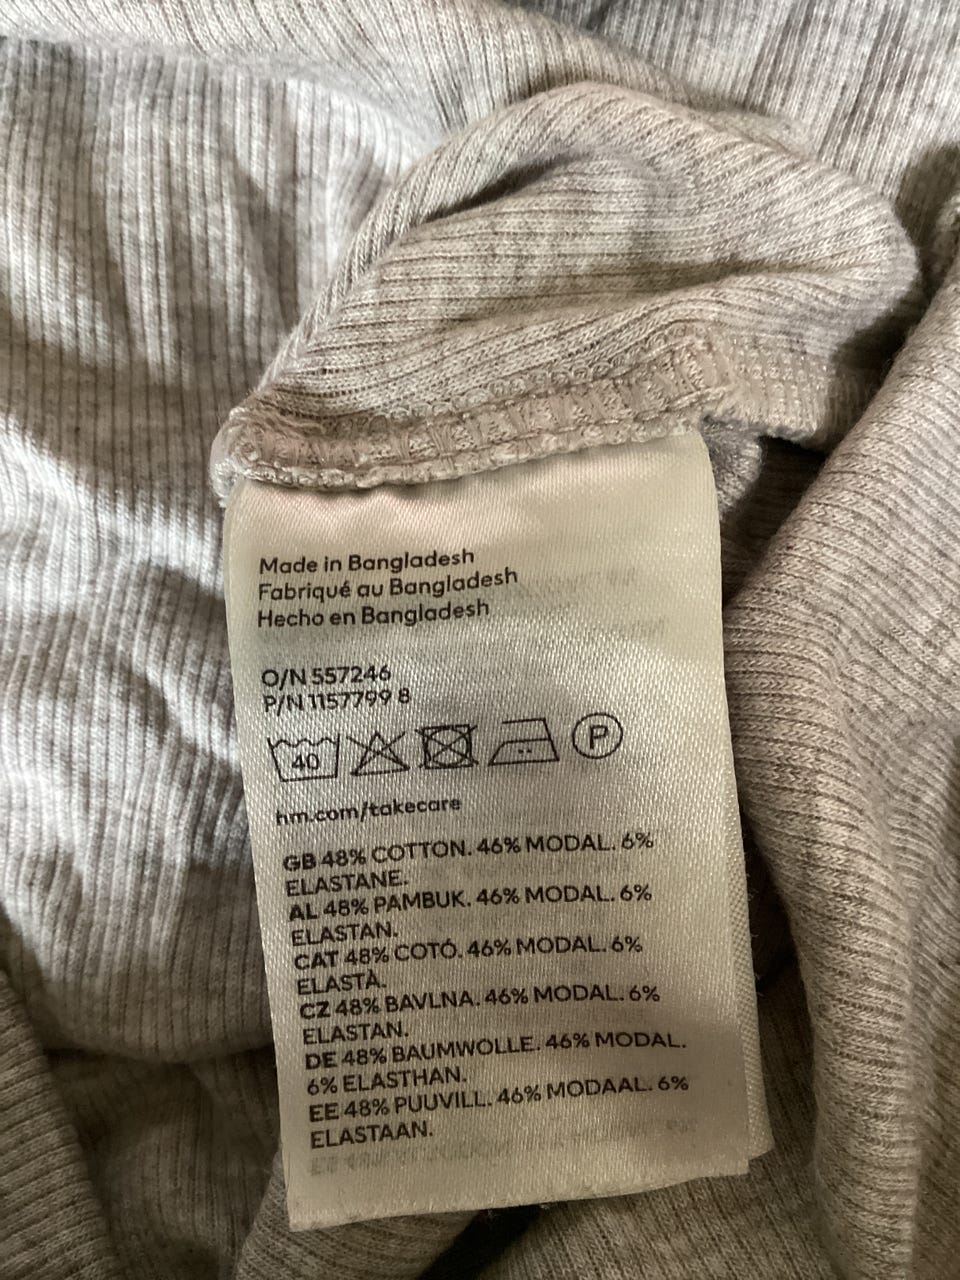 Made in Bangladesh
Fabriqué au Bangladesh
Hecho en Bangladesh
O/N 557246
P/N 1157799 8
40 P
hm.com/takecare
GB 48% COTTON. 46% MODAL. 6%
ELASTANE.
AL 48% PAMBUK. 46% MODAL. 6%
ELASTAN.
CAT 48% COTÓ. 46% MODAL. 6%
ELASTÀ.
CZ 48% BAVLNA. 46% MODAL. 6%
ELASTAN.
DE 48% BAUMWOLLE. 46% MODAL.
6% ELASTHAN.
EE 48% PUUVILL. 46% MODAAL. 6%
ELASTAAN.